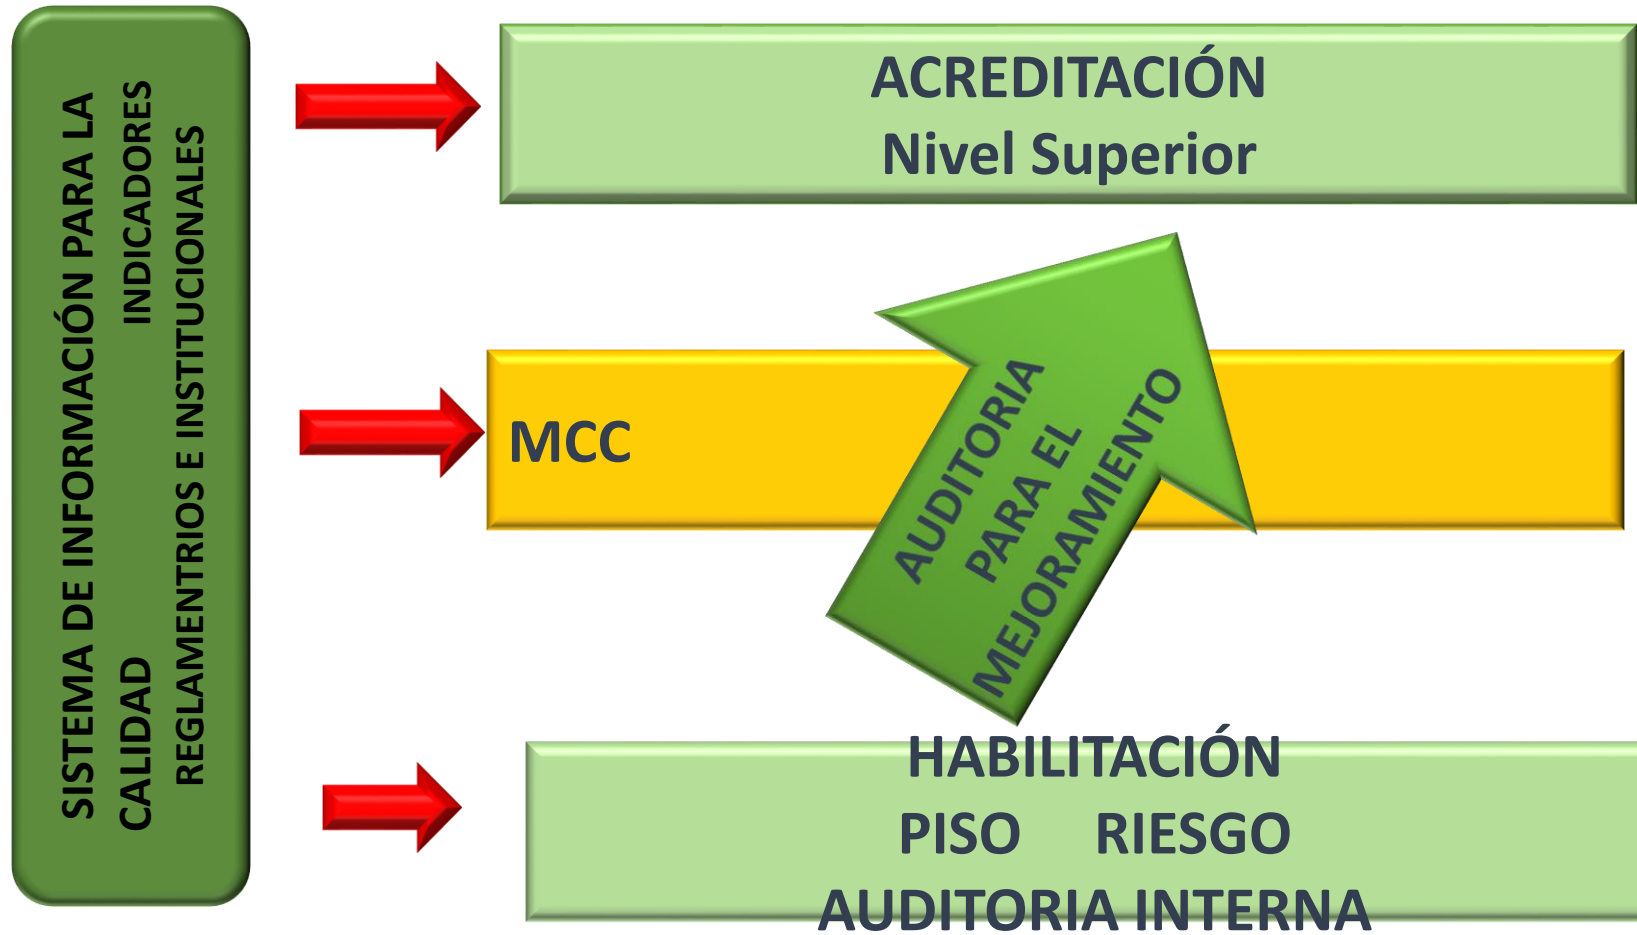 SISTEMA DE INFORMACIÓN PARA LA
CALIDAD INDICADORES
REGLAMENTRIOS E INSTITUCIONALES
ACREDITACIÓN
Nivel Superior
MCC
AUDITORIA
PARA EL
MEJORAMIENTO
HABILITACIÓN
PISO RIESGO
AUDITORIA INTERNA